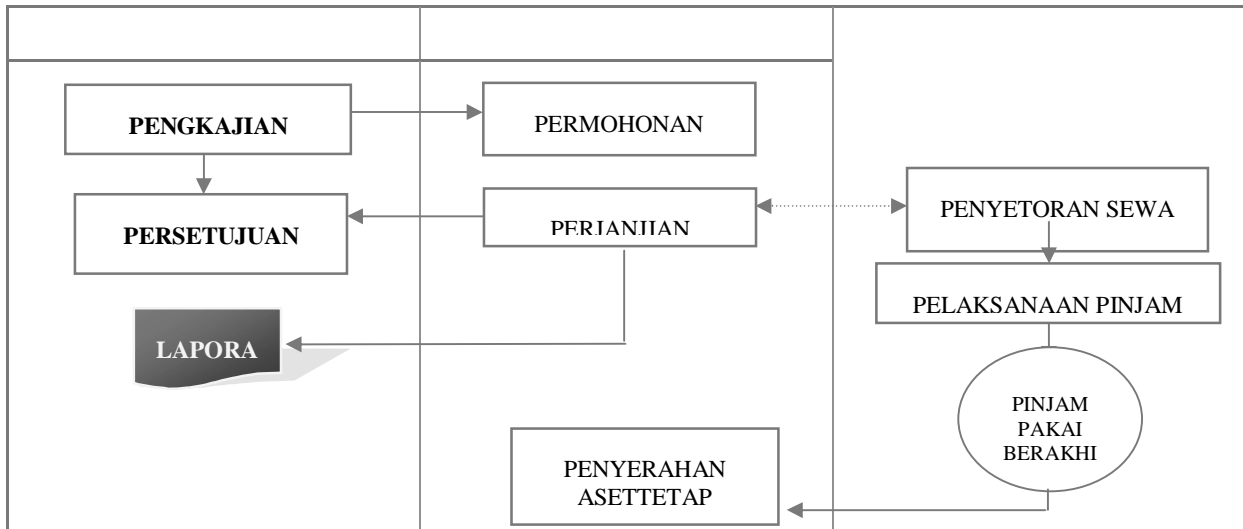 PENGKAJIAN
PERMOHONAN
PERSETUJUAN
PERJANJIAN
PENYETORAN SEWA
PELAKSANAAN PINJAM
LAPORA
PINJAM
PAKAI
BERAKHI
PENYERAHAN
ASETTETAP